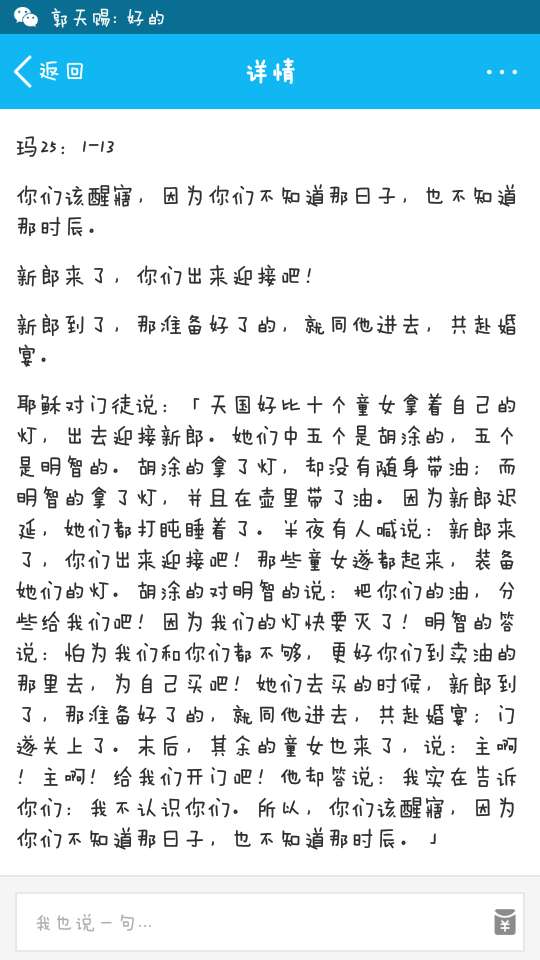 郭天赐: 好的
返回
详情
玛25: 1-13
你们该醒寤, 因为你们不知道那日子, 也不知道
那时辰。
新郎来了, 你们出来迎接吧!
新郎到了, 那准备好了的, 就同他进去, 共赴婚
宴。
耶稣对门徒说: 「天国好比十个童女拿着自己的
灯, 出去迎接新郎。她们中五个是胡涂的, 五个
是明智的。胡涂的拿了灯, 却没有随身带油; 而
明智的拿了灯, 并且在壶里带了油。因为新郎迟
延, 她们都打盹睡着了。半夜有人喊说: 新郎来
了, 你们出来迎接吧! 那些童女遂都起来, 装备
她们的灯。胡涂的对明智的说: 把你们的油, 分
些给我们吧! 因为我们的灯快要灭了! 明智的答
说: 怕为我们和你们都不够, 更好你们到卖油的
那里去, 为自己买吧! 她们去买的时候, 新郎到
了, 那准备好了的, 就同他进去, 共赴婚宴; 门
遂关上了。末后, 其余的童女也来了, 说: 主啊
! 主啊! 给我们开门吧! 他却答说: 我实在告诉
你们: 我不认识你们。所以, 你们该醒寤, 因为
你们不知道那日子, 也不知道那时辰。」
我也说一句...
¥